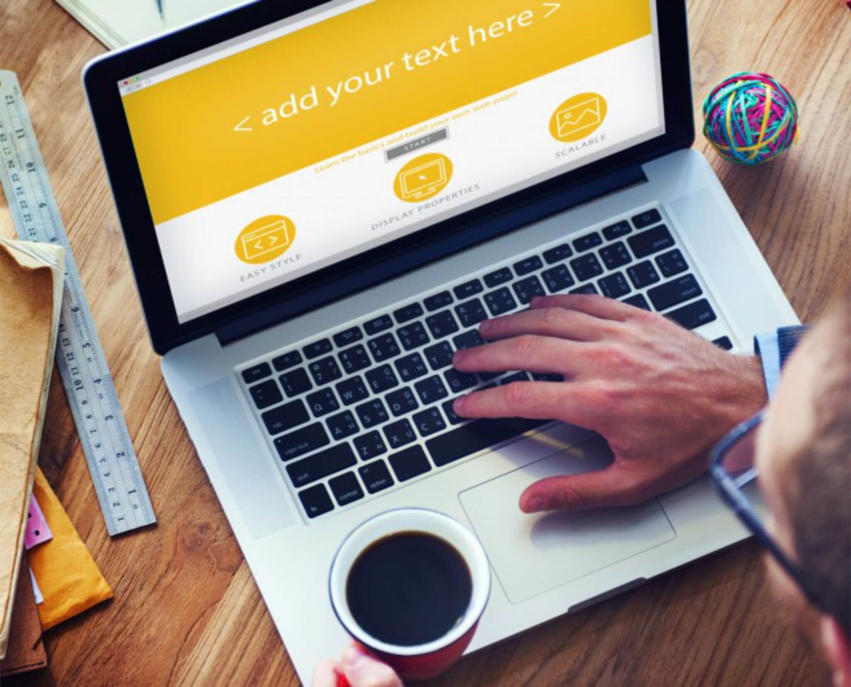 < add your text here >
Learn the basics and build your own web page!
START
EASY STYLE
DISPLAY PROPERTIES
SCALABLE